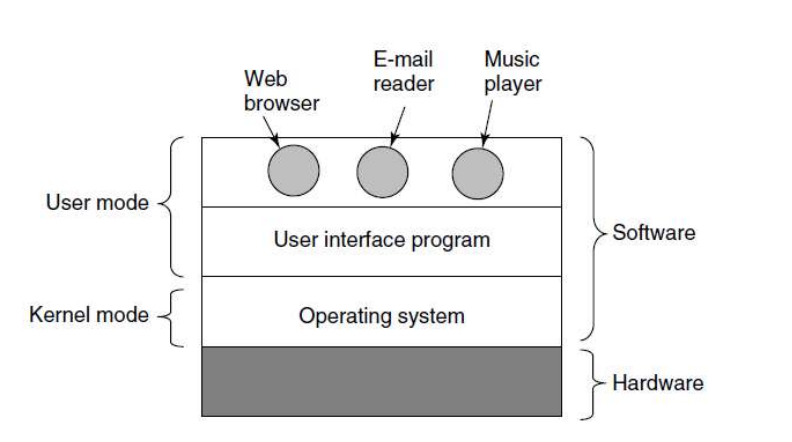 E-mail
reader
Music
player
Web
browser
User mode
User interface program
Software
Kernel mode
Operating system
Hardware